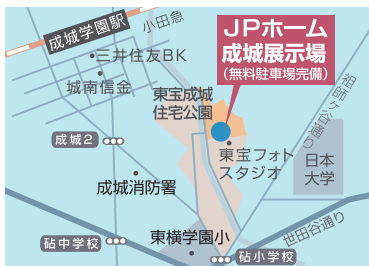 成城学園駅
小田急
JPホーム
成城展示場
(無料駐車場完備)
三井住友BK
城南信金
東宝成城
住宅公園
祖師ヶ谷通り
成城2
東宝フォト
スタジオ
日本
大学
成城消防署
世田谷通り
砧中学校
東横学園小
砧小学校